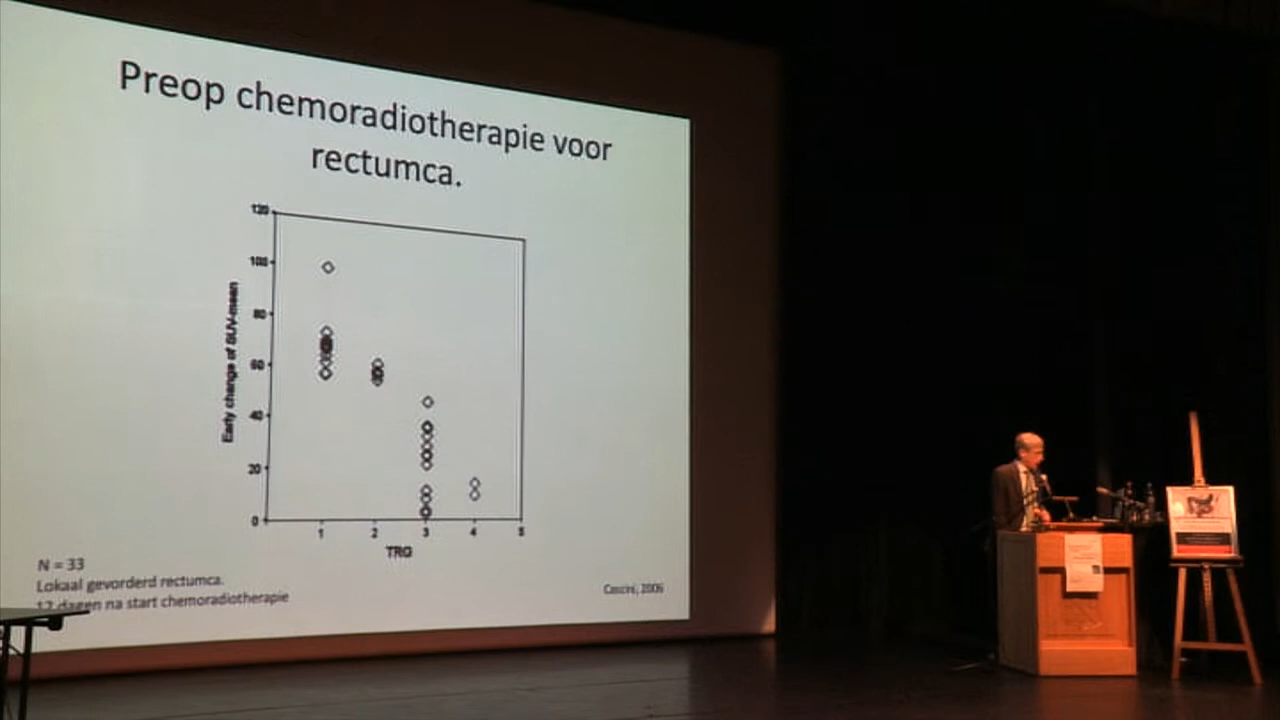 Preop chemoradiotherapie voor
rectumca.
120
100
80
60
40
20
0
Early change of SUV-mean
1 2 3 4 5
TRG
N = 33
Lokaal gevorderd rectumca.
12 dagen na start chemoradiotherapie
Cascini, 2006